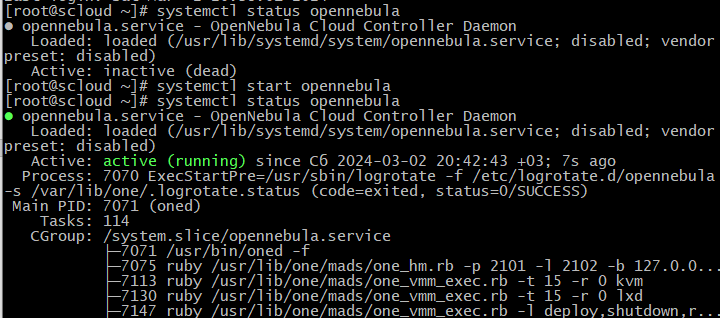 [root@scloud ~]# systemctl status opennebula
● opennebula.service - OpenNebula Cloud Controller Daemon
   Loaded: loaded (/usr/lib/systemd/system/opennebula.service; disabled; vendor
preset: disabled)
   Active: inactive (dead)
[root@scloud ~]# systemctl start opennebula
[root@scloud ~]# systemctl status opennebula
● opennebula.service - OpenNebula Cloud Controller Daemon
   Loaded: loaded (/usr/lib/systemd/system/opennebula.service; disabled; vendor
preset: disabled)
   Active: active (running) since Сб 2024-03-02 20:42:43 +03; 7s ago
  Process: 7070 ExecStartPre=/usr/sbin/logrotate -f /etc/logrotate.d/opennebula
-s /var/lib/one/.logrotate.status (code=exited, status=0/SUCCESS)
 Main PID: 7071 (oned)
    Tasks: 114
   CGroup: /system.slice/opennebula.service
           ├─7071 /usr/bin/oned -f
           ├─7075 ruby /usr/lib/one/mads/one_hm.rb -p 2101 -l 2102 -b 127.0.0...
           ├─7113 ruby /usr/lib/one/mads/one_vmm_exec.rb -t 15 -r 0 kvm
           ├─7130 ruby /usr/lib/one/mads/one_vmm_exec.rb -t 15 -r 0 lxd
           ├─7147 ruby /usr/lib/one/mads/one_vmm_exec.rb -l deploy,shutdown,r...